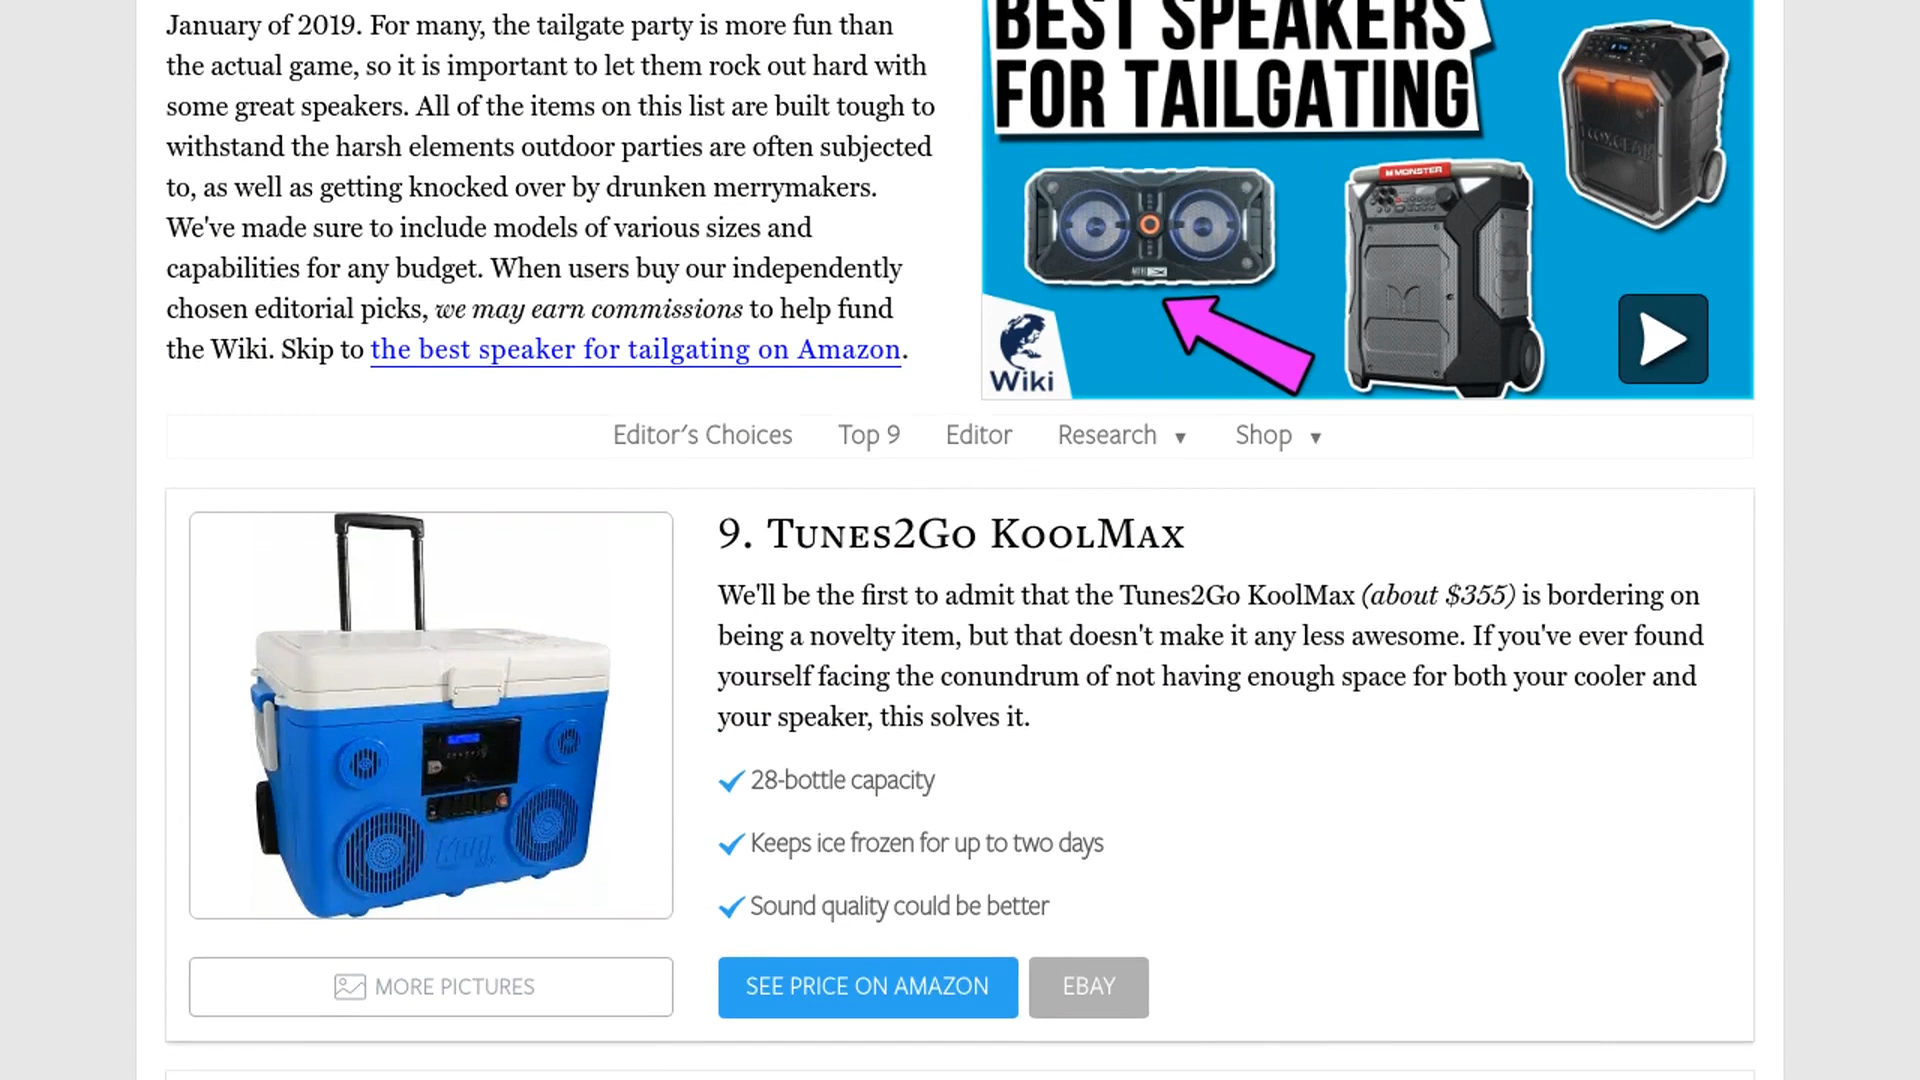 January of 2019. For many, the tailgate party is more fun than
the actual game, so it is important to let them rock out hard with
some great speakers. All of the items on this list are built tough to
withstand the harsh elements outdoor parties are often subjected
to, as well as getting knocked over by drunken merrymakers.
We've made sure to include models of various sizes and
capabilities for any budget. When users buy our independently
chosen editorial picks, we may earn commissions to help fund
the Wiki. Skip to the best speaker for tailgating on Amazon.
BEST SPEAKERS
FOR TAILGATING
MONSTER
Wiki
Editor's Choices Top 9 Editor Research ▼ Shop ▼
9. Tunes2Go KoolMax
We'll be the first to admit that the Tunes2Go KoolMax (about $355) is bordering on
being a novelty item, but that doesn't make it any less awesome. If you've ever found
yourself facing the conundrum of not having enough space for both your cooler and
your speaker, this solves it.
28-bottle capacity
Keeps ice frozen for up to two days
Sound quality could be better
MORE PICTURES
SEE PRICE ON AMAZON
EBAY